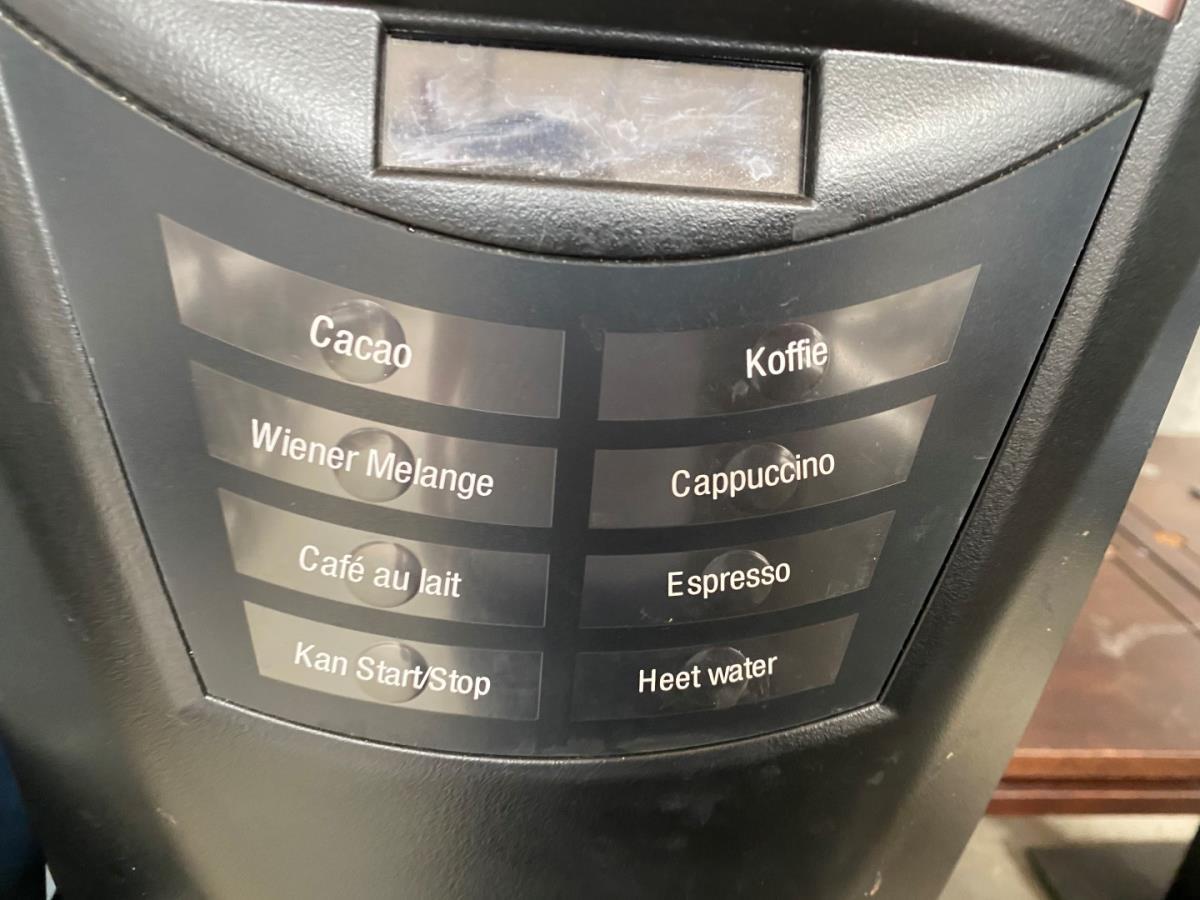 Cacao
Koffie
Wiener Melange
Cappuccino
Café au lait
Espresso
Kan Start/Stop
Heet water